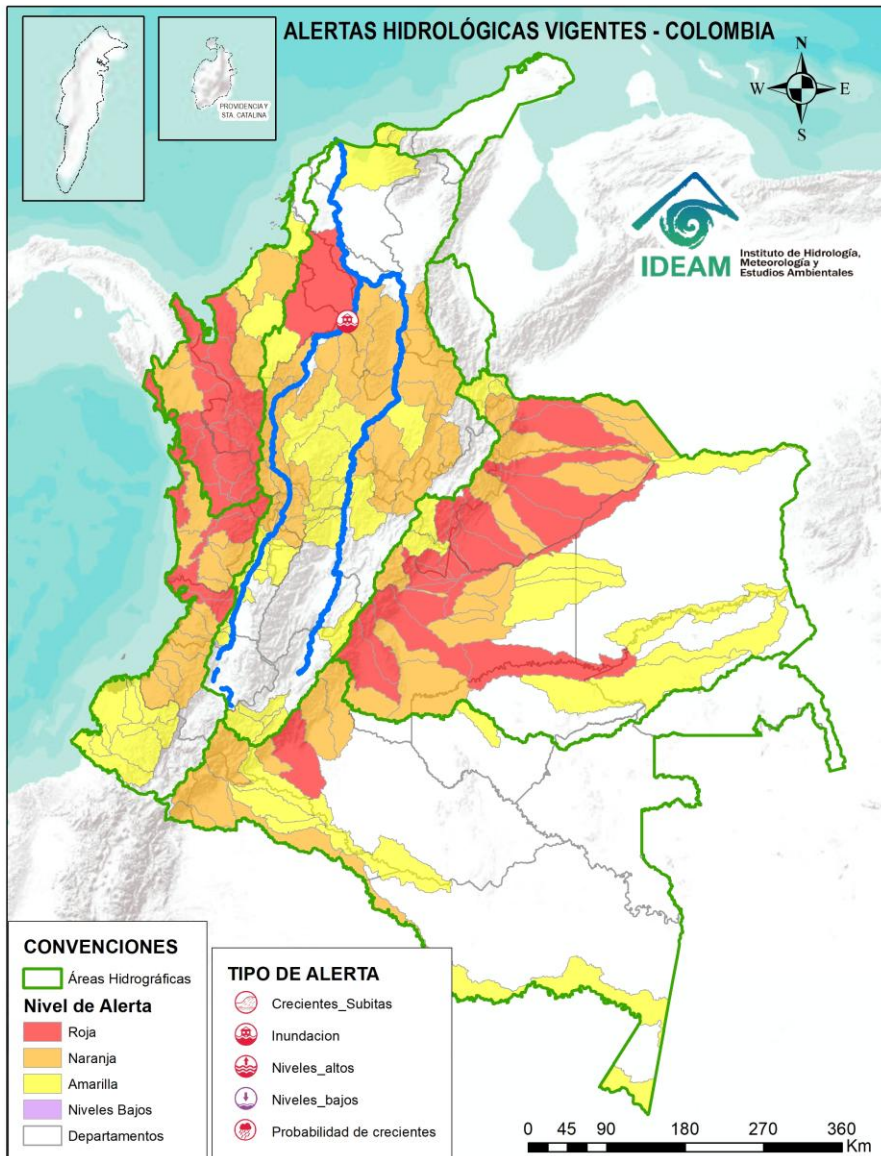 ALERTAS HIDROLÓGICAS VIGENTES - COLOMBIA
PROVIDENCIA Y
STA. CATALINA
N
W
E
S
IDEAM
Instituto de Hidrología,
Meteorología y
Estudios Ambientales
CONVENCIONES
Áreas Hidrográficas
Nivel de Alerta
Roja
Naranja
Amarilla
Niveles Bajos
Departamentos
TIPO DE ALERTA
Crecientes_Subitas
Inundacion
Niveles_altos
Niveles_bajos
Probabilidad de crecientes
0 45 90 180 270 360
Km